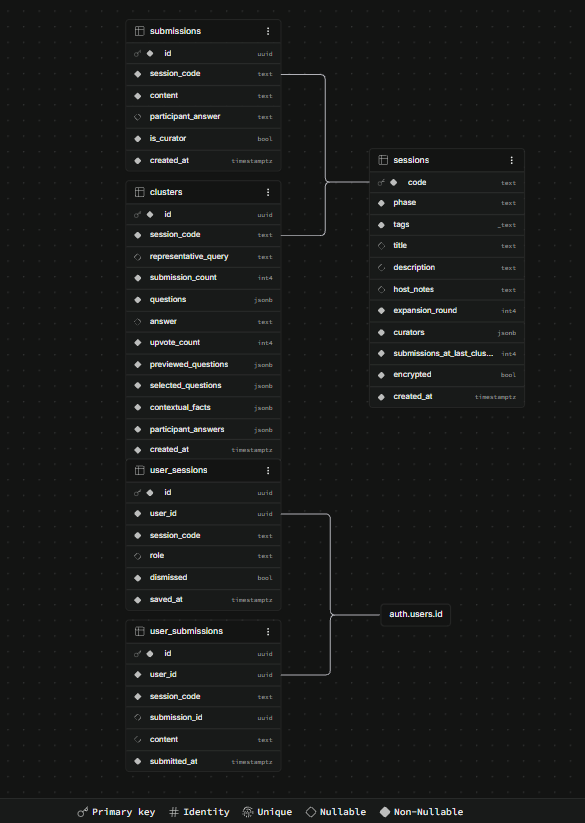 submissions
id uuid
session_code text
content text
participant_answer text
is_curator bool
created_at timestamptz
clusters
id uuid
session_code text
representative_query text
submission_count int4
questions jsonb
answer text
upvote_count int4
previewed_questions jsonb
selected_questions jsonb
contextual_facts jsonb
participant_answers jsonb
created_at timestamptz
sessions
code text
phase text
tags _text
title text
description text
host_notes text
expansion_round int4
curators jsonb
submissions_at_last_clus... int4
encrypted bool
created_at timestamptz
user_sessions
id uuid
user_id uuid
session_code text
role text
dismissed bool
saved_at timestamptz
auth.users.id
user_submissions
id uuid
user_id uuid
session_code text
submission_id uuid
content text
submitted_at timestamptz
Primary key # Identity Unique Nullable Non-Nullable